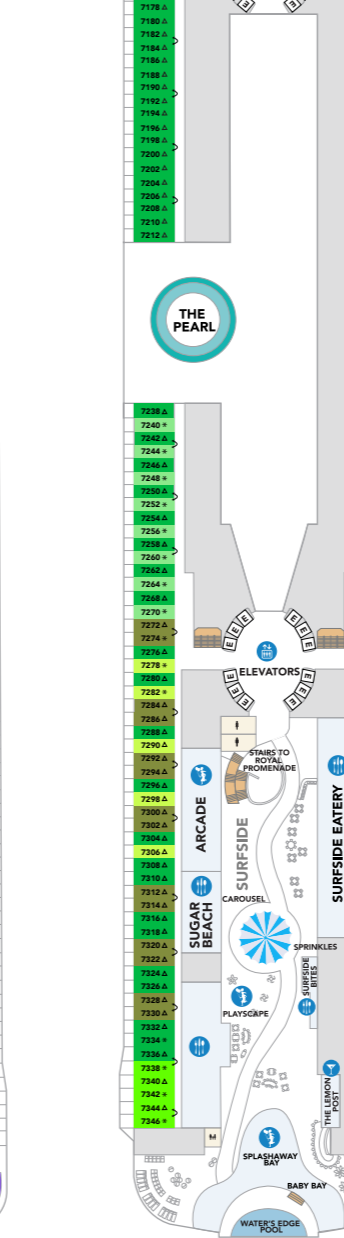 7178 △
7180 △
7182 △
7184 △
7186 △
7188 △
7190 △
7192 △
7194 △
7196 △
7198 △
7200 △
7202 △
7204 △
7206 △
7208 △
7210 △
7212 △
THE
PEARL
7238 △
7240 *
7242 △
7244 *
7246 △
7248 *
7250 △
7252 *
7254 △
7256 *
7258 △
7260 *
7262 △
7264 *
7268 △
7270 *
7272 △
7274 *
7276 △
7278 *
7280 △
7282 *
7284 △
7286 △
7288 △
7290 △
7292 △
7294 △
7296 △
7298 △
7300 △
7302 △
7304 △
7306 △
7308 △
7310 △
7312 △
7314 △
7316 △
7318 △
7320 △
7322 △
7324 △
7326 △
7328 △
7330 △
7332 △
7334 *
7336 △
7338 *
7340 △
7342 *
7344 △
7346 *
E E E E E E
ELEVATORS
E E E E E E
STAIRS TO
ROYAL
PROMENADE
ARCADE
SURFSIDE
SURFSIDE EATERY
SUGAR
BEACH
CAROUSEL
SPRINKLES
SURFSIDE
BITES
PLAYSCAPE
THE LEMON
POST
SPLASHAWAY
BAY
BABY BAY
WATER'S EDGE
POOL